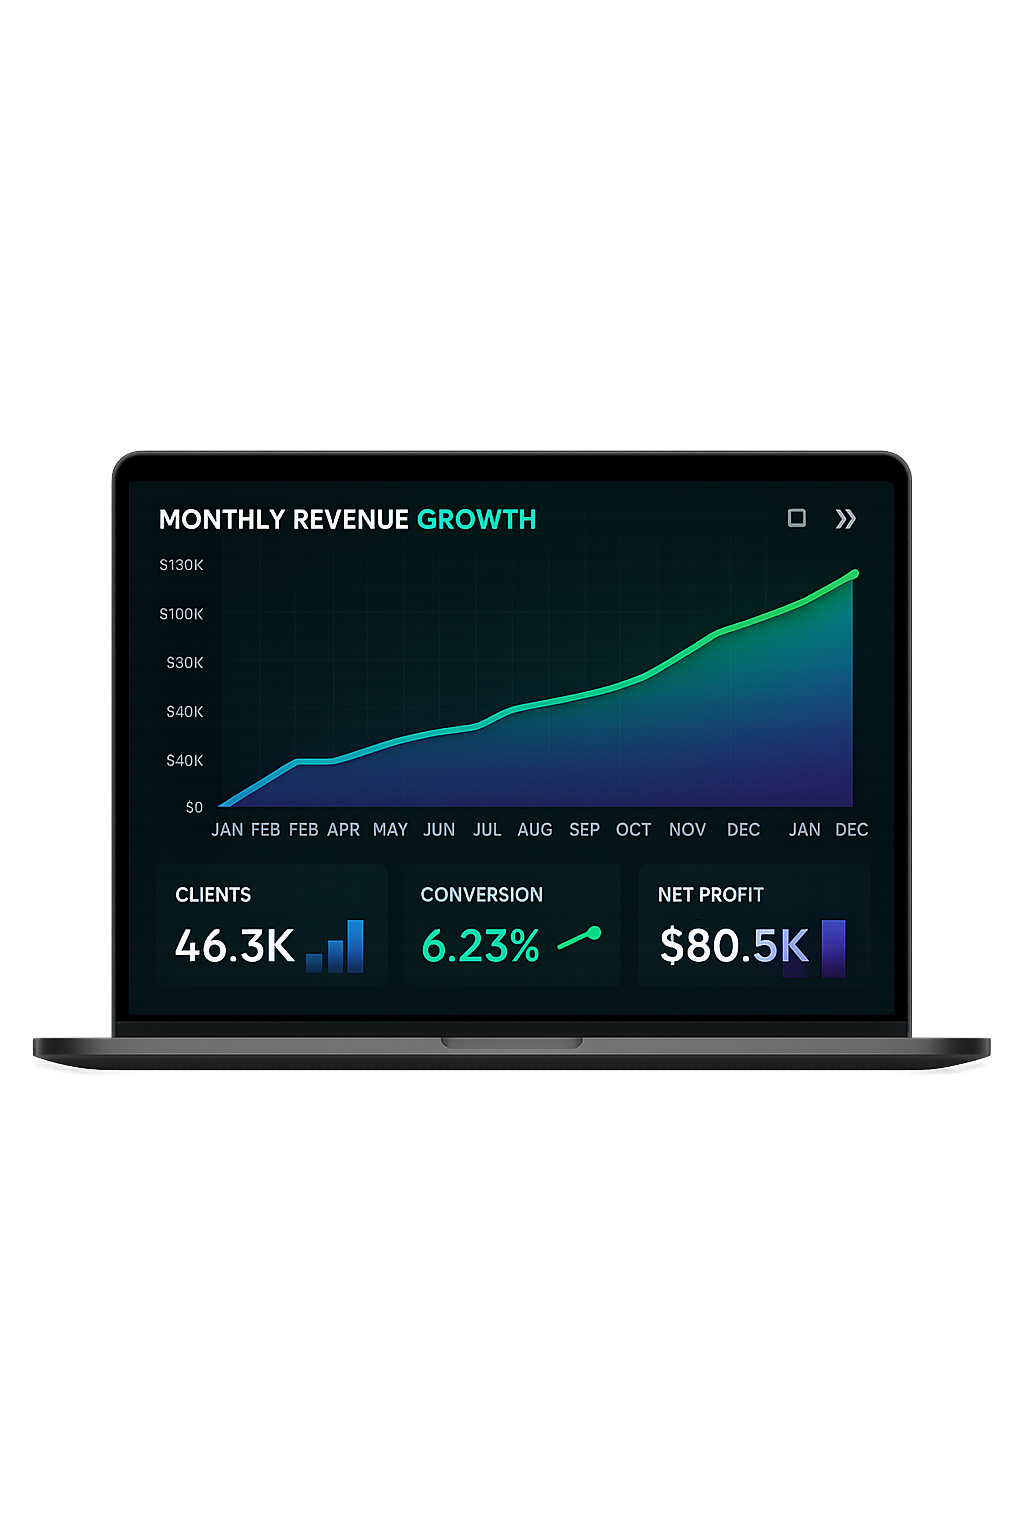 MONTHLY REVENUE GROWTH
$130K
$100K
$30K
$40K
$40K
$0
JAN FEB FEB APR MAY JUN JUL AUG SEP OCT NOV DEC JAN DEC
CLIENTS
46.3K
CONVERSION
6.23%
NET PROFIT
$80.5K